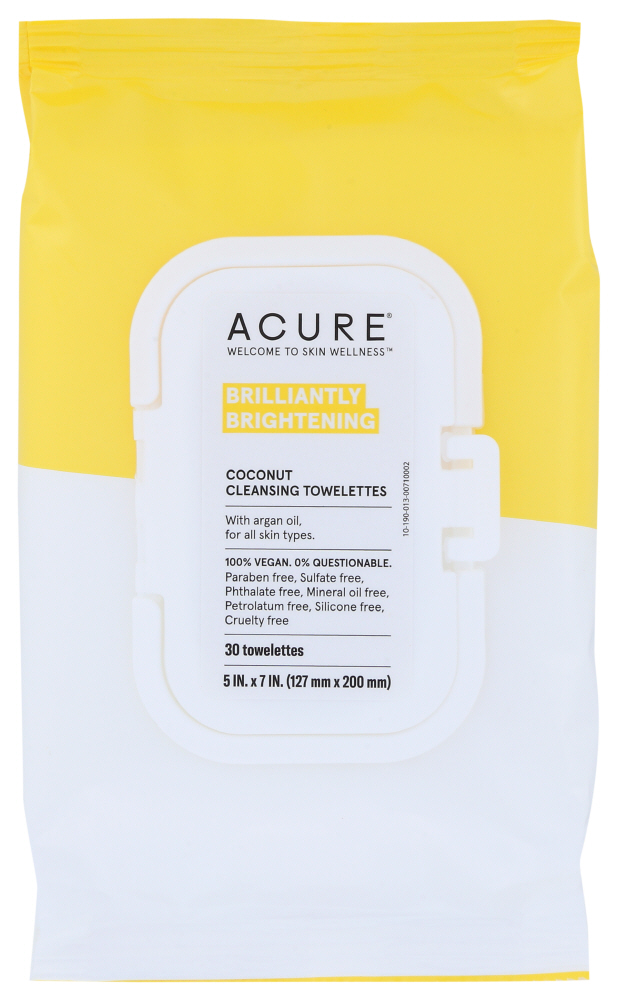 ACURE®
WELCOME TO SKIN WELLNESS™
BRILLIANTLY
BRIGHTENING
COCONUT
CLEANSING TOWELETTES
With argan oil,
for all skin types.
100% VEGAN. 0% QUESTIONABLE.
Paraben free, Sulfate free,
Phthalate free, Mineral oil free,
Petrolatum free, Silicone free,
Cruelty free
30 towelettes
5 IN. x 7 IN. (127 mm x 200 mm)
10-190-013-00710002